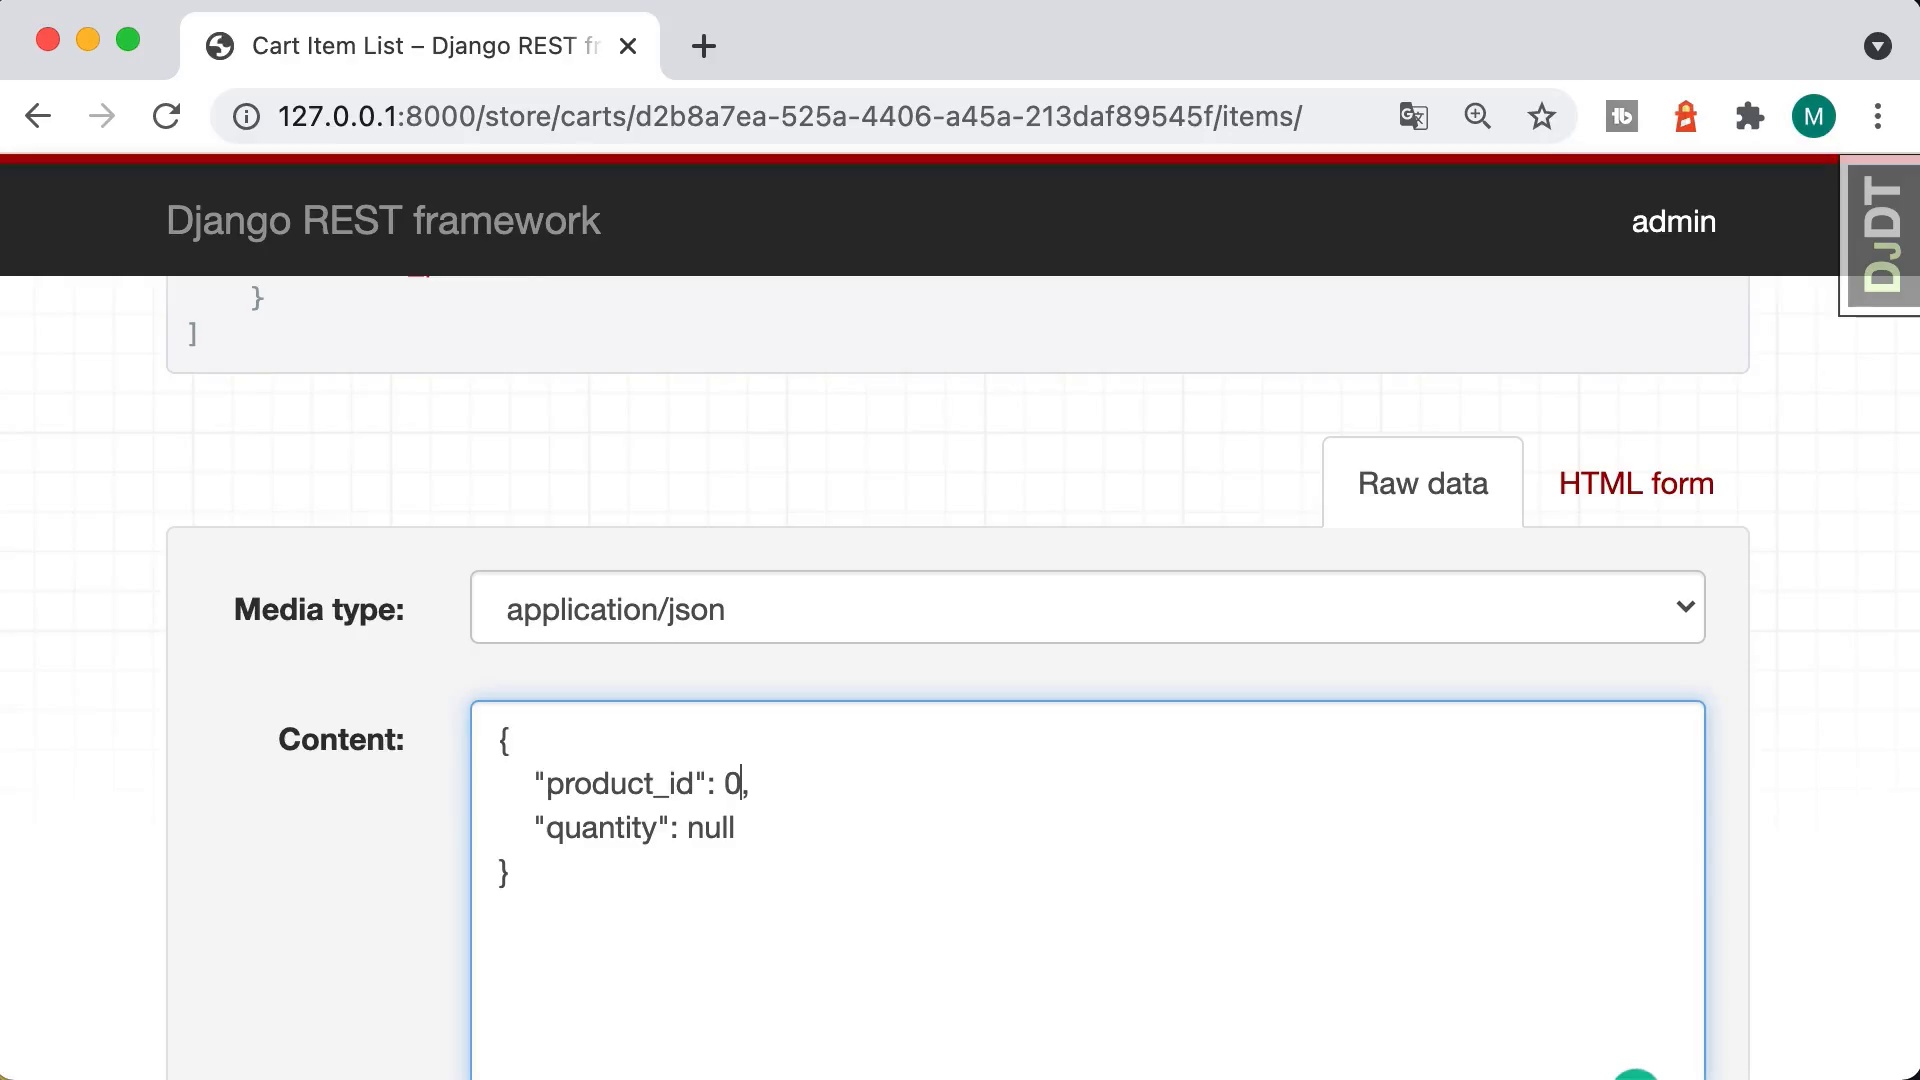 Cart Item List – Django REST fr
127.0.0.1:8000/store/carts/d2b8a7ea-525a-4406-a45a-213daf89545f/items/
M
Django REST framework
admin
DJDT
}
]
Raw data
HTML form
Media type:
application/json
Content:
{
"product_id": 0,
"quantity": null
}